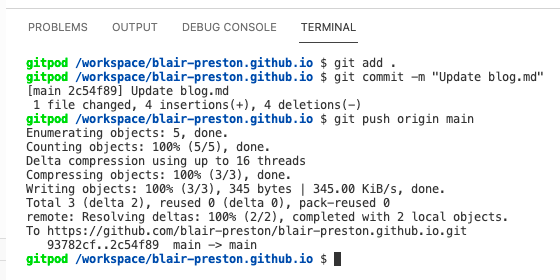 PROBLEMS OUTPUT DEBUG CONSOLE TERMINAL
gitpod /workspace/blair-preston.github.io $ git add .
gitpod /workspace/blair-preston.github.io $ git commit -m "Update blog.md"
[main 2c54f89] Update blog.md
 1 file changed, 4 insertions(+), 4 deletions(-)
gitpod /workspace/blair-preston.github.io $ git push origin main
Enumerating objects: 5, done.
Counting objects: 100% (5/5), done.
Delta compression using up to 16 threads
Compressing objects: 100% (3/3), done.
Writing objects: 100% (3/3), 345 bytes | 345.00 KiB/s, done.
Total 3 (delta 2), reused 0 (delta 0), pack-reused 0
remote: Resolving deltas: 100% (2/2), completed with 2 local objects.
To https://github.com/blair-preston/blair-preston.github.io.git
   93782cf..2c54f89  main -> main
gitpod /workspace/blair-preston.github.io $